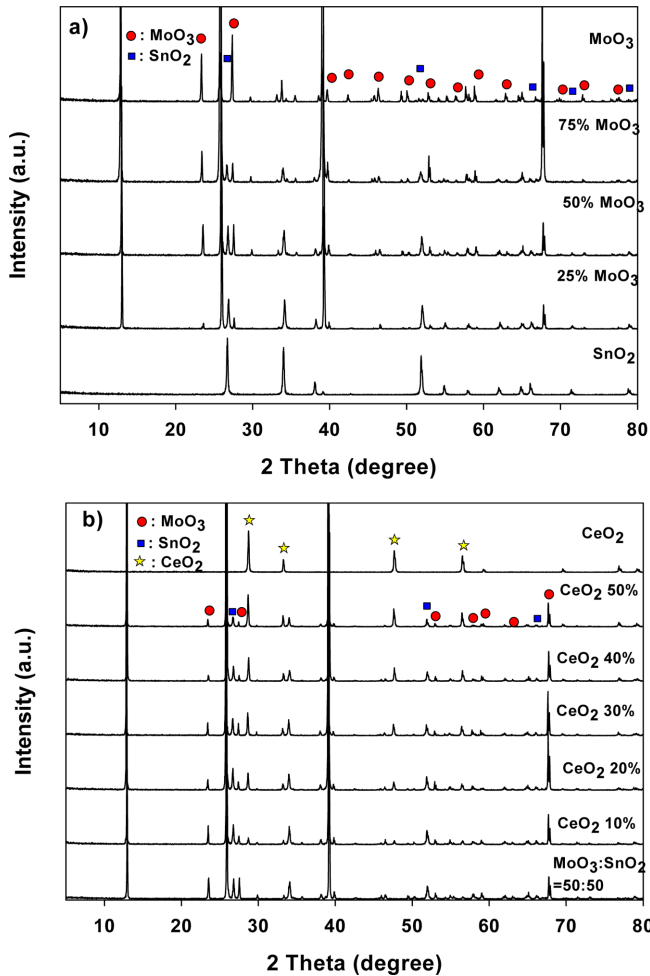 a)
: MoO3
: SnO2
MoO3
75% MoO3
50% MoO3
25% MoO3
SnO2
Intensity (a.u.)
10 20 30 40 50 60 70 80
2 Theta (degree)
b)
: MoO3
: SnO2
: CeO2
CeO2
CeO2 50%
CeO2 40%
CeO2 30%
CeO2 20%
CeO2 10%
MoO3:SnO2
=50:50
Intensity (a.u.)
10 20 30 40 50 60 70 80
2 Theta (degree)